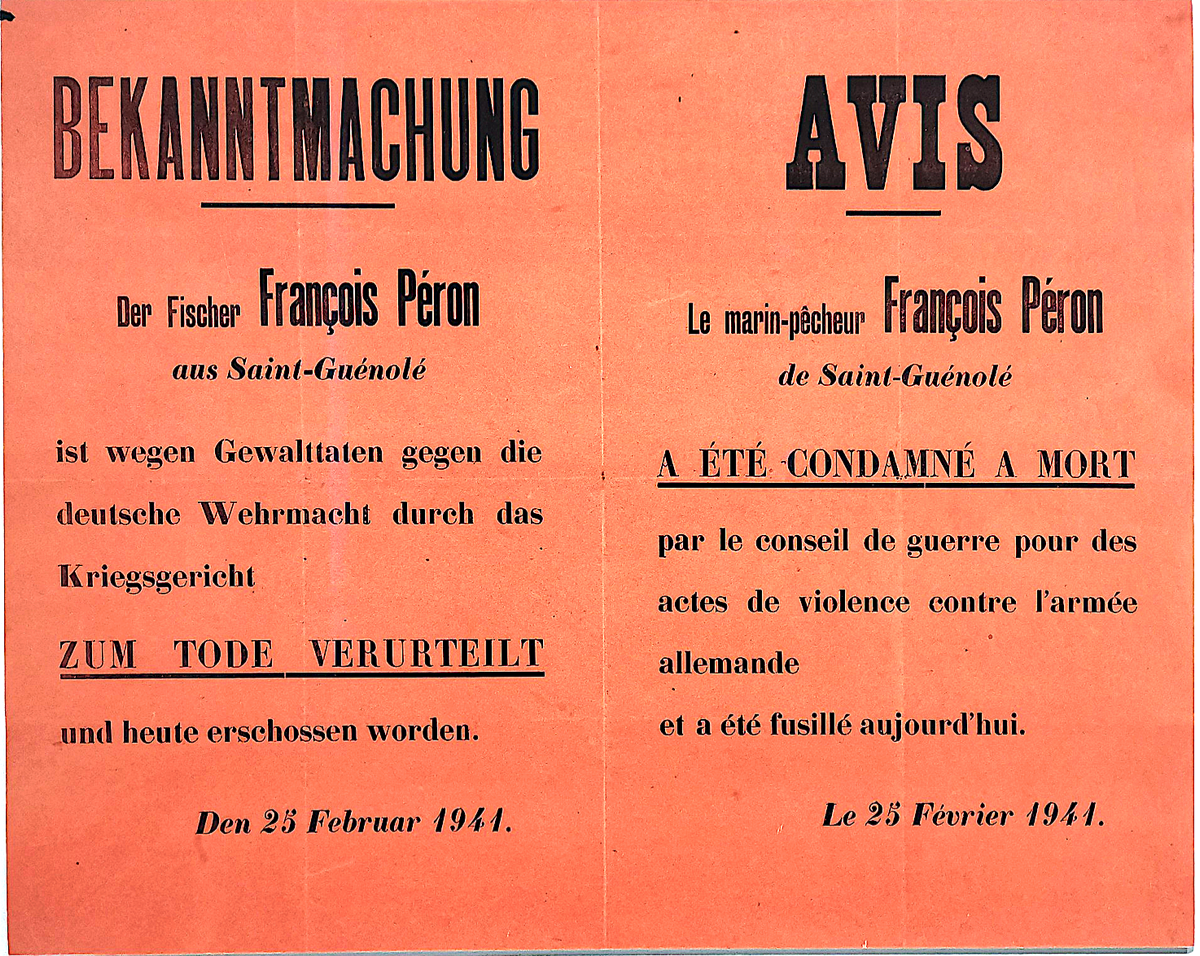 BEKANNTMACHUNG
Der Fischer François Péron
aus Saint-Guénolé
ist wegen Gewalttaten gegen die
deutsche Wehrmacht durch das
Kriegsgericht
ZUM TODE VERURTEILT
und heute erschossen worden.
Den 25 Februar 1941.
AVIS
Le marin-pêcheur François Péron
de Saint-Guénolé
A ÉTÉ CONDAMNÉ A MORT
par le conseil de guerre pour des
actes de violence contre l'armée
allemande
et a été fusillé aujourd'hui.
Le 25 Février 1941.